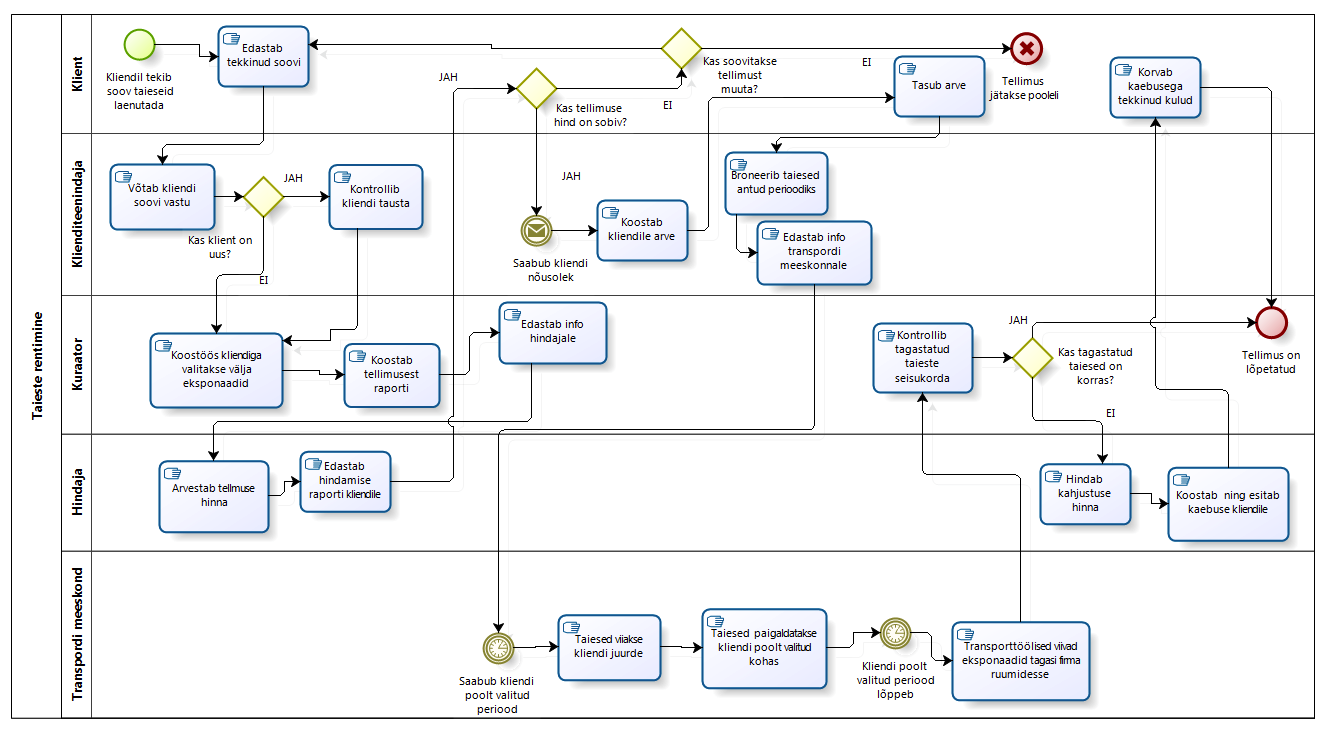 Taieste rentimine
Klient
Kliendil tekib
soov taieseid
laenutada
Edastab
tekkinud soovi
JAH
Kas tellimuse
hind on sobiv?
EI
Kas soovitakse
tellimust
muuta?
EI
Tasub arve
Tellimus
jätakse pooleli
Korvab
kaebusega
tekkinud kulud
Klienditeenindaja
Võtab kliendi
soovi vastu
Kas klient on
uus?
JAH
EI
Kontrollib
kliendi tausta
JAH
Saabub kliendi
nõusolek
Koostab
kliendile arve
Broneerib taiesed
antud perioodiks
Edastab info
transpordi
meeskonnale
Kuraator
Koostöös kliendiga
valitakse välja
eksponaadid
Koostab
tellimusest
raporti
Edastab info
hindajale
Kontrollib
tagastatud
taieste
seisukorda
JAH
Kas tagastatud
taiesed on
korras?
EI
Tellimus on
lõpetatud
Hindaja
Arvestab tellmuse
hinna
Edastab
hindamise
raporti kliendile
Hindab
kahjustuse
hinna
Koostab ning esitab
kaebuse kliendile
Transpordi meeskond
Saabub kliendi
poolt valitud
periood
Taiesed viiakse
kliendi juurde
Taiesed paigaldatakse
kliendi poolt valitud
kohas
Kliendi poolt
valitud periood
lõppeb
Transporttöölised viivad
eksponaadid tagasi firma
ruumidesse